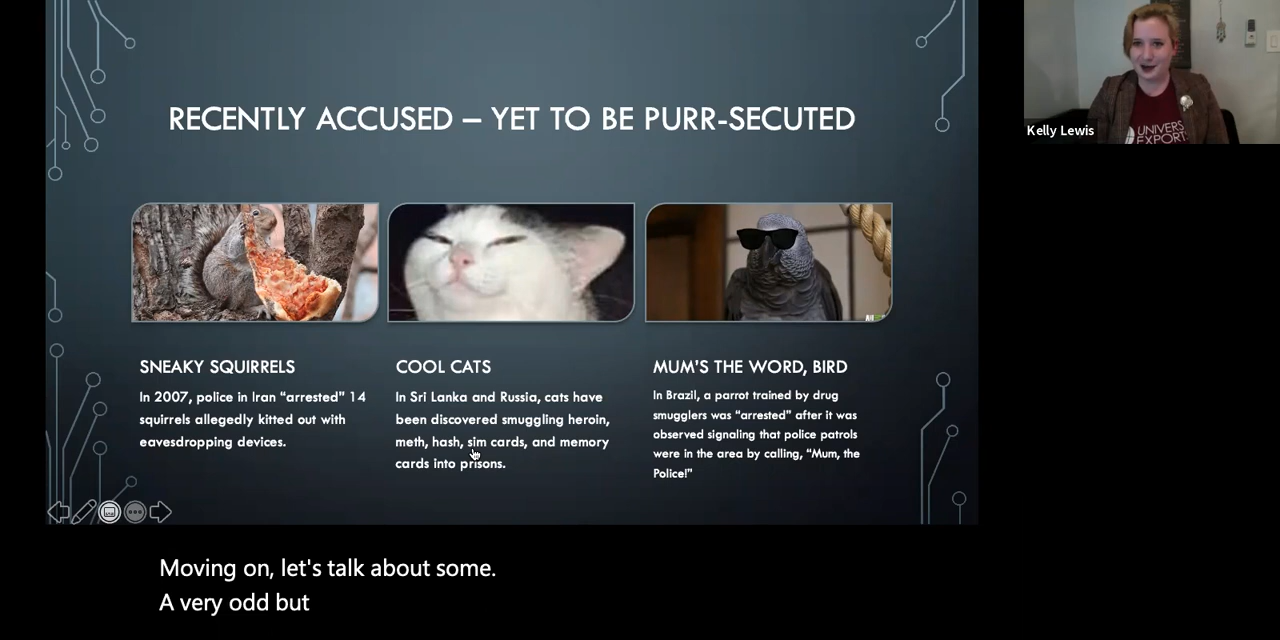 RECENTLY ACCUSED – YET TO BE PURR-SECUTED
Kelly Lewis
UNIVERS
EXPORT
SNEAKY SQUIRRELS
In 2007, police in Iran “arrested” 14
squirrels allegedly kitted out with
eavesdropping devices.
COOL CATS
In Sri Lanka and Russia, cats have
been discovered smuggling heroin,
meth, hash, sim cards, and memory
cards into prisons.
MUM’S THE WORD, BIRD
In Brazil, a parrot trained by drug
smugglers was “arrested” after it was
observed signaling that police patrols
were in the area by calling, “Mum, the
Police!”
Moving on, let's talk about some.
A very odd but